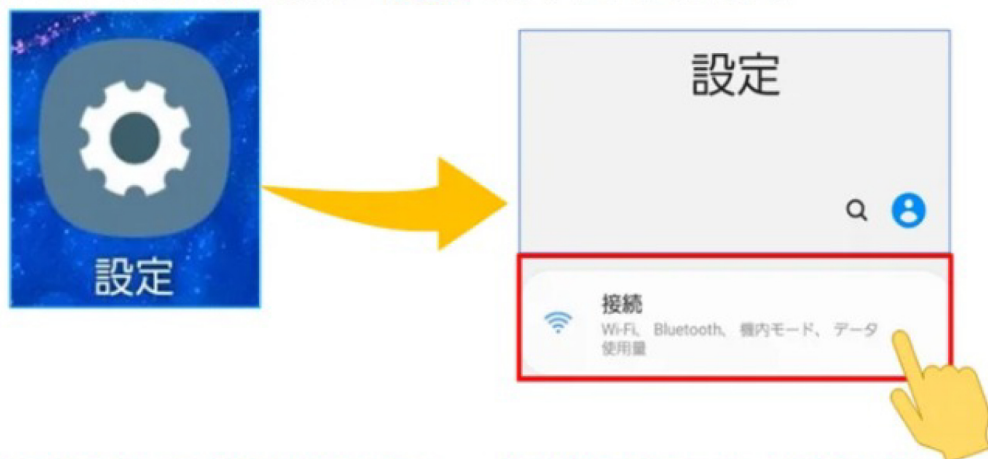 設定
設定
接続
Wi-Fi、 Bluetooth、 機内モード、 データ
使用量